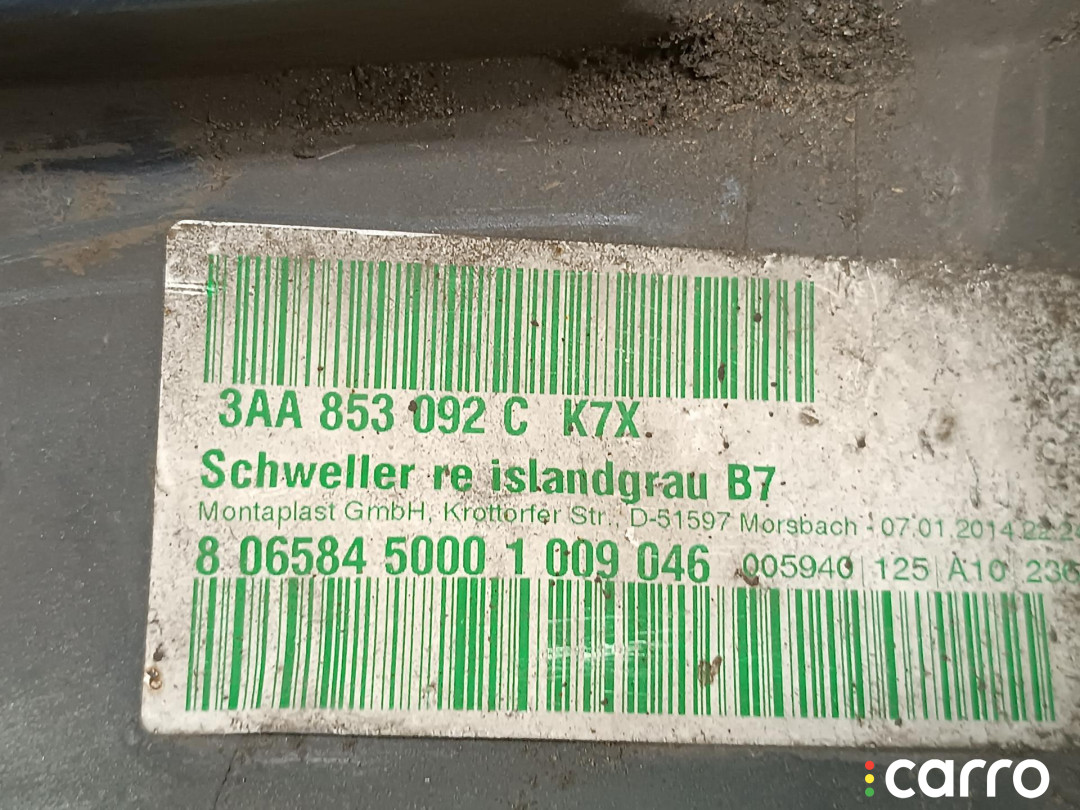 3AA 853 092 C K7X
Schweller re islandgrau B7
Montaplast GmbH, Krottorfer Str., D-51597 Morsbach - 07.01.2014
8 06584 5000 1 009 046 005940 | 125 | A10
carro